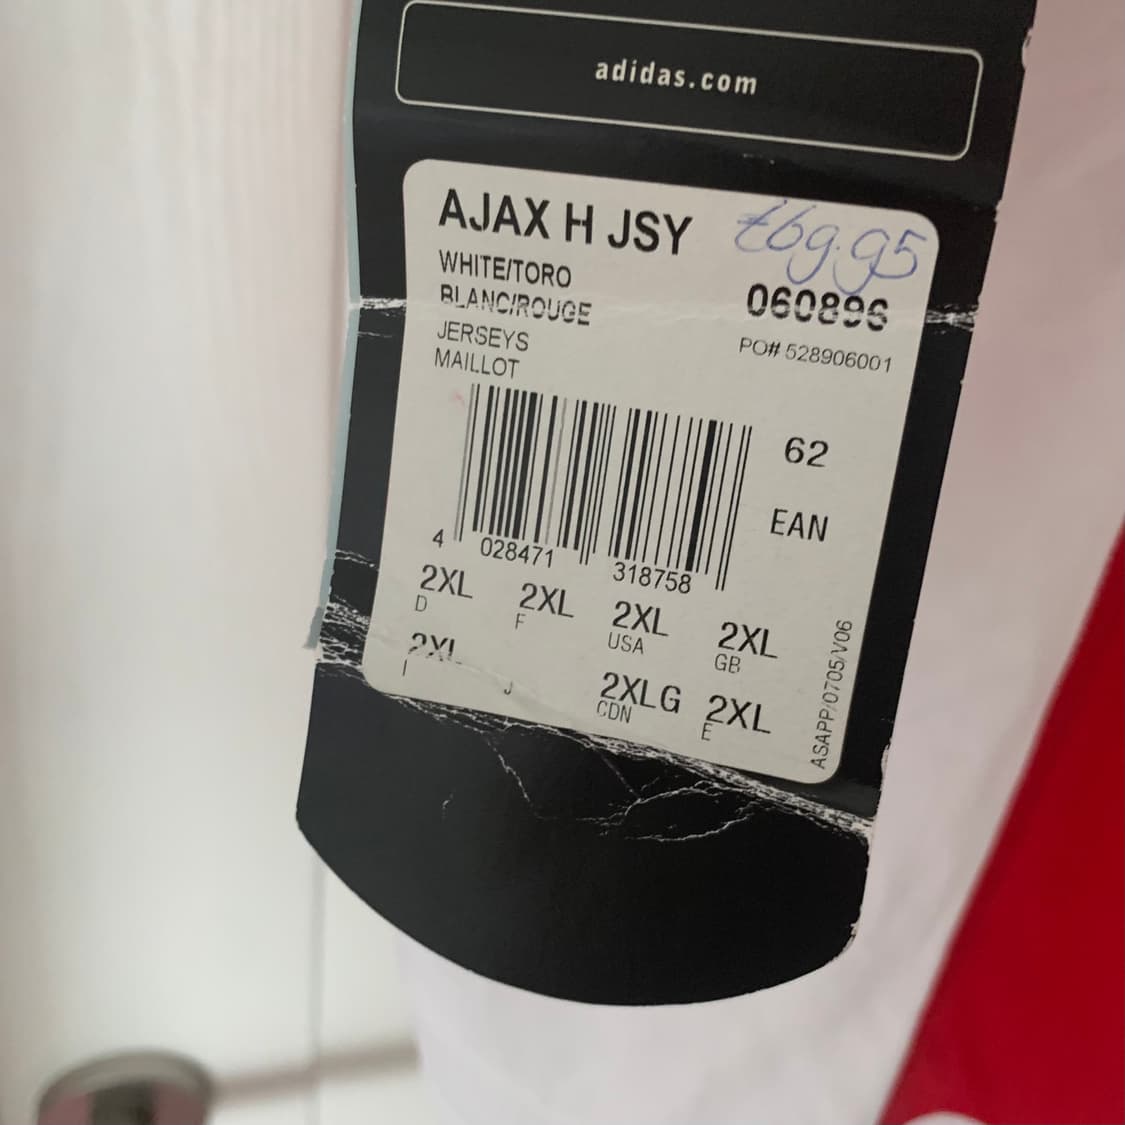 adidas.com
AJAX H JSY
€69.95
WHITE/TORO
BLANC/ROUGE
060896
JERSEYS
PO# 528906001
MAILLOT
62
EAN
4 028471 318758
2XL 2XL 2XL 2XL
D F USA GB
2XL 2XLG 2XL
I J CDN E
ASAPP/0705/V06